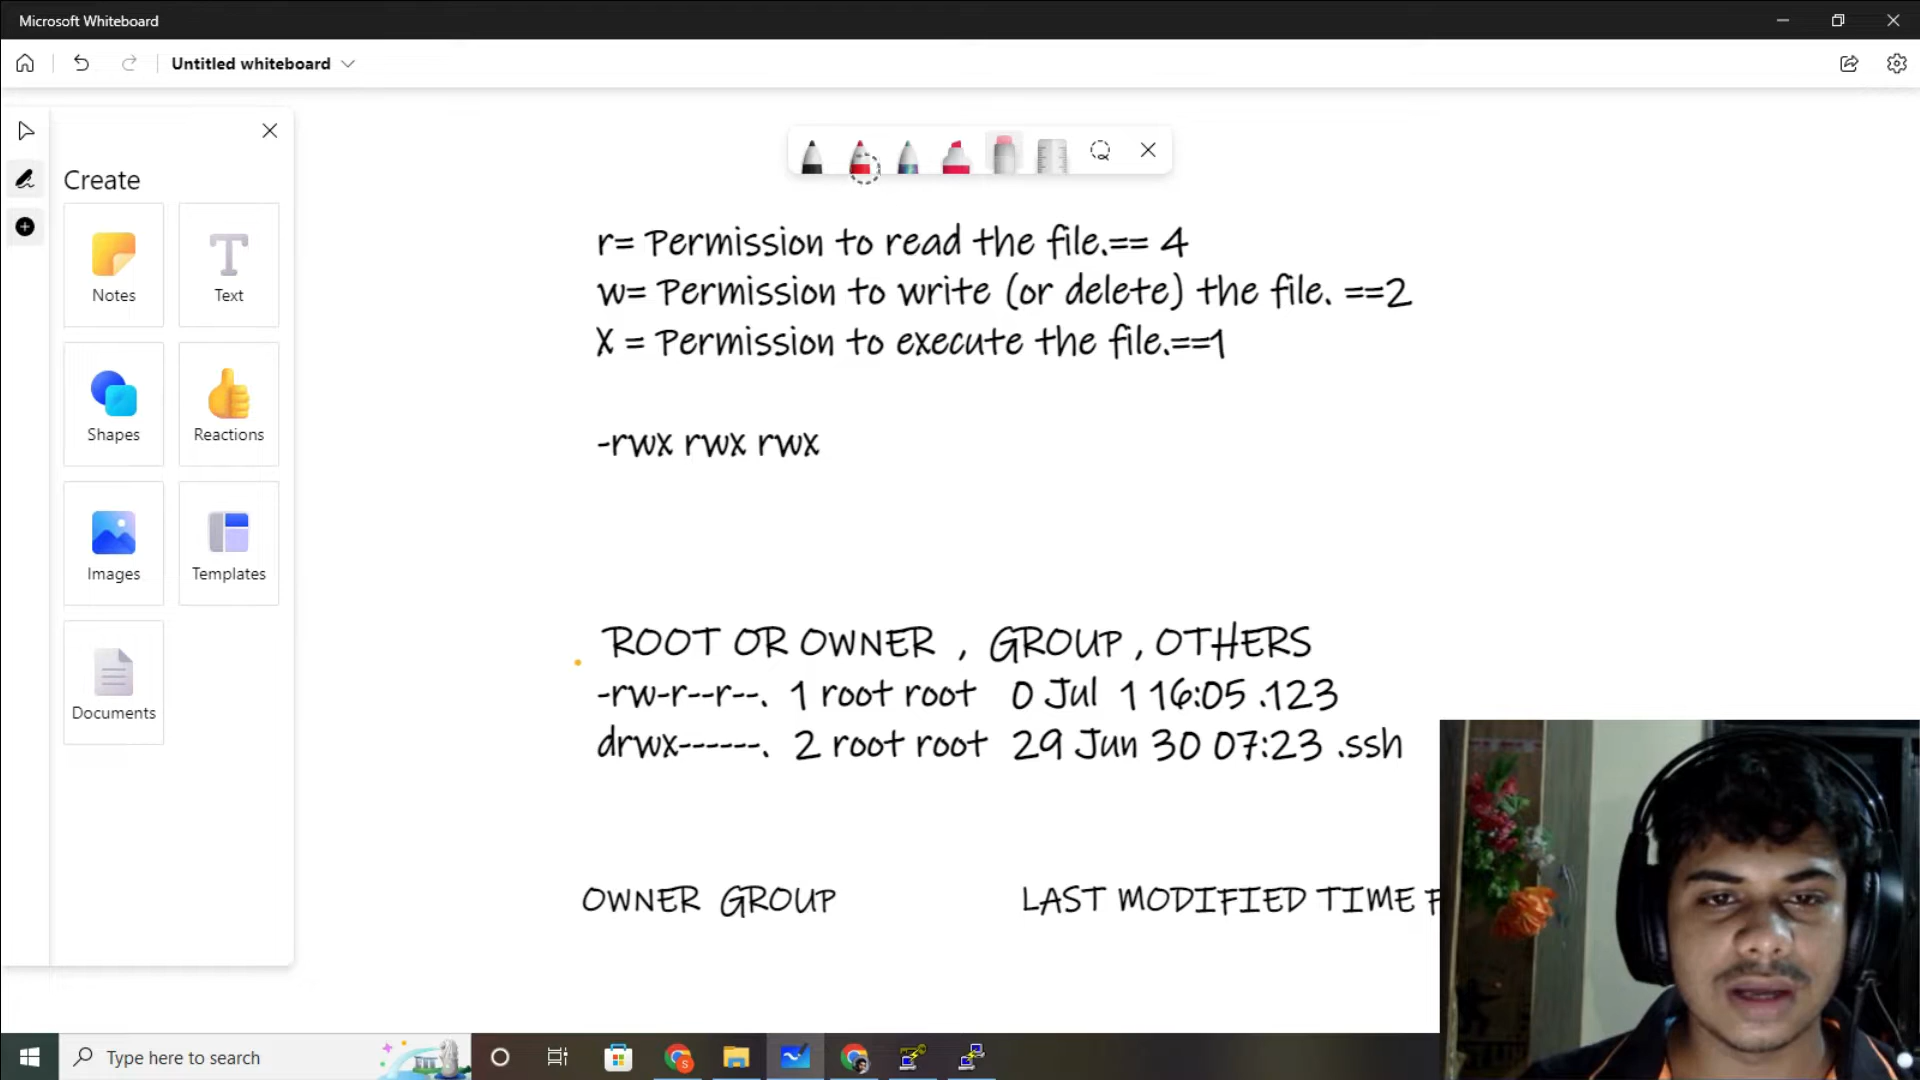 Microsoft Whiteboard
Untitled whiteboard
Create
Notes
Text
Shapes
Reactions
Images
Templates
Documents
r= Permission to read the file.== 4
w= Permission to write (or delete) the file. ==2
X = Permission to execute the file.==1
-rwx rwx rwx
ROOT OR OWNER , GROUP , OTHERS
-rw-r--r--. 1 root root 0 Jul 1 16:05 .123
drwx------. 2 root root 29 Jun 30 07:23 .ssh
OWNER GROUP LAST MODIFIED TIME
Type here to search